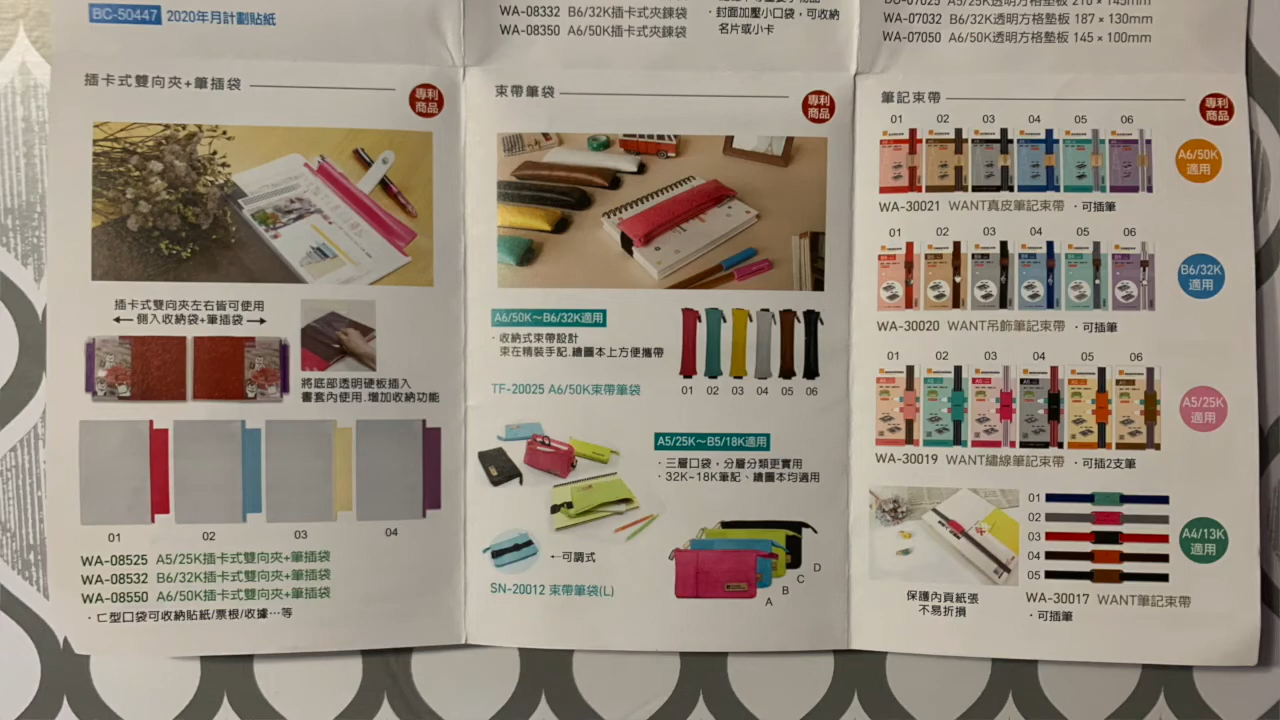 BC-50447 2020年月計劃貼紙
插卡式雙向夾+筆插袋
專利
商品
插卡式雙向夾左右皆可使用
←側入收納袋+筆插袋→
將底部透明硬板插入
書套內使用.增加收納功能
01 02 03 04
WA-08525 A5/25K插卡式雙向夾+筆插袋
WA-08532 B6/32K插卡式雙向夾+筆插袋
WA-08550 A6/50K插卡式雙向夾+筆插袋
・ㄈ型口袋可收納貼紙/票根/收據…等
WA-08332 B6/32K插卡式夾鍊袋
WA-08350 A6/50K插卡式夾鍊袋
・封面加壓小口袋,可收納
名片或小卡
束帶筆袋
專利
商品
A6/50K～B6/32K適用
・收納式束帶設計
束在精裝手記.繪圖本上方便攜帶
TF-20025 A6/50K束帶筆袋
01 02 03 04 05 06
A5/25K～B5/18K適用
・三層口袋，分層分類更實用
・32K~18K筆記、繪圖本均適用
←可調式
SN-20012 束帶筆袋(L)
A B C D
A5/25K透明方格墊板 210×145mm
WA-07032 B6/32K透明方格墊板 187×130mm
WA-07050 A6/50K透明方格墊板 145×100mm
筆記束帶
專利
商品
01 02 03 04 05 06
A6/50K
適用
WA-30021 WANT真皮筆記束帶 ・可插筆
01 02 03 04 05 06
B6/32K
適用
WA-30020 WANT吊飾筆記束帶 ・可插筆
01 02 03 04 05 06
A5/25K
適用
WA-30019 WANT繡線筆記束帶 ・可插2支筆
01
02
03
04
05
A4/13K
適用
保護內頁紙張
不易折損
WA-30017 WANT筆記束帶
・可插筆